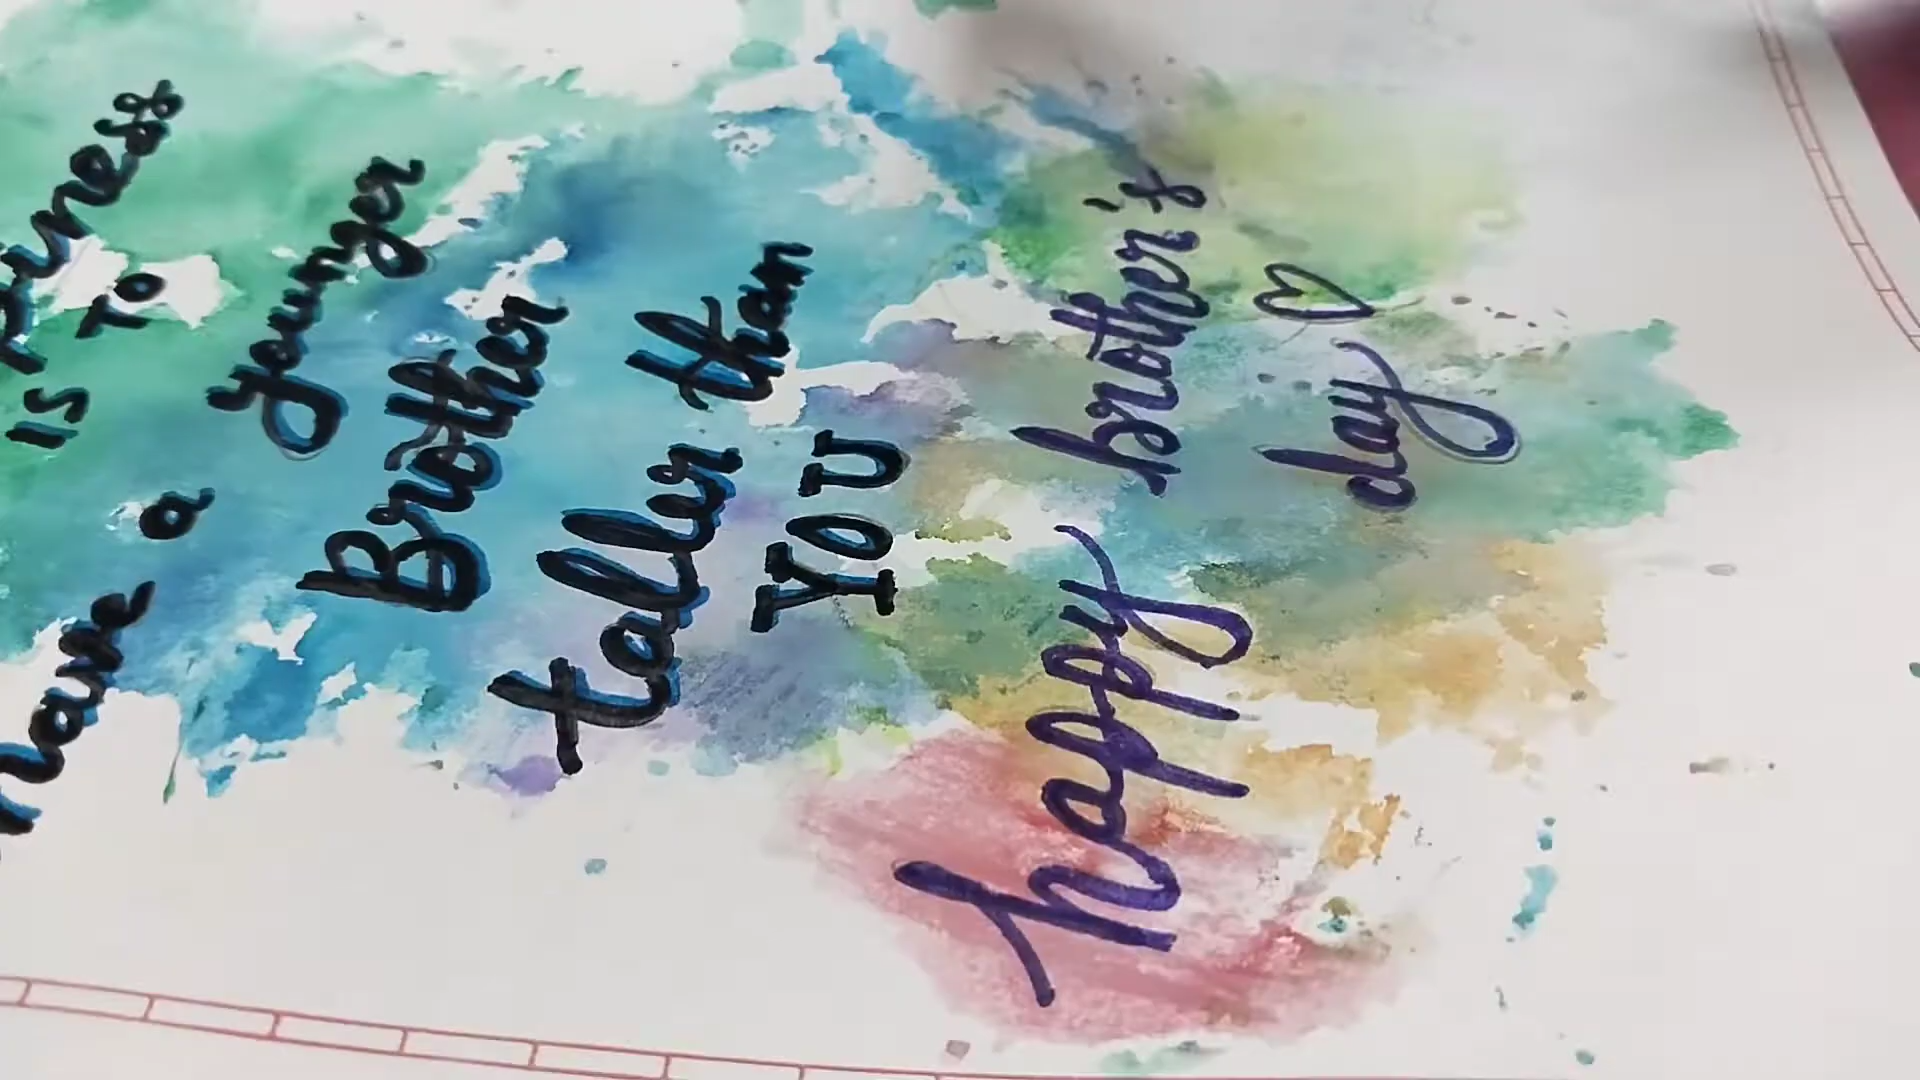 IS TO
have a
younger
Brother
taller than
YOU
happy brother's
day ♡